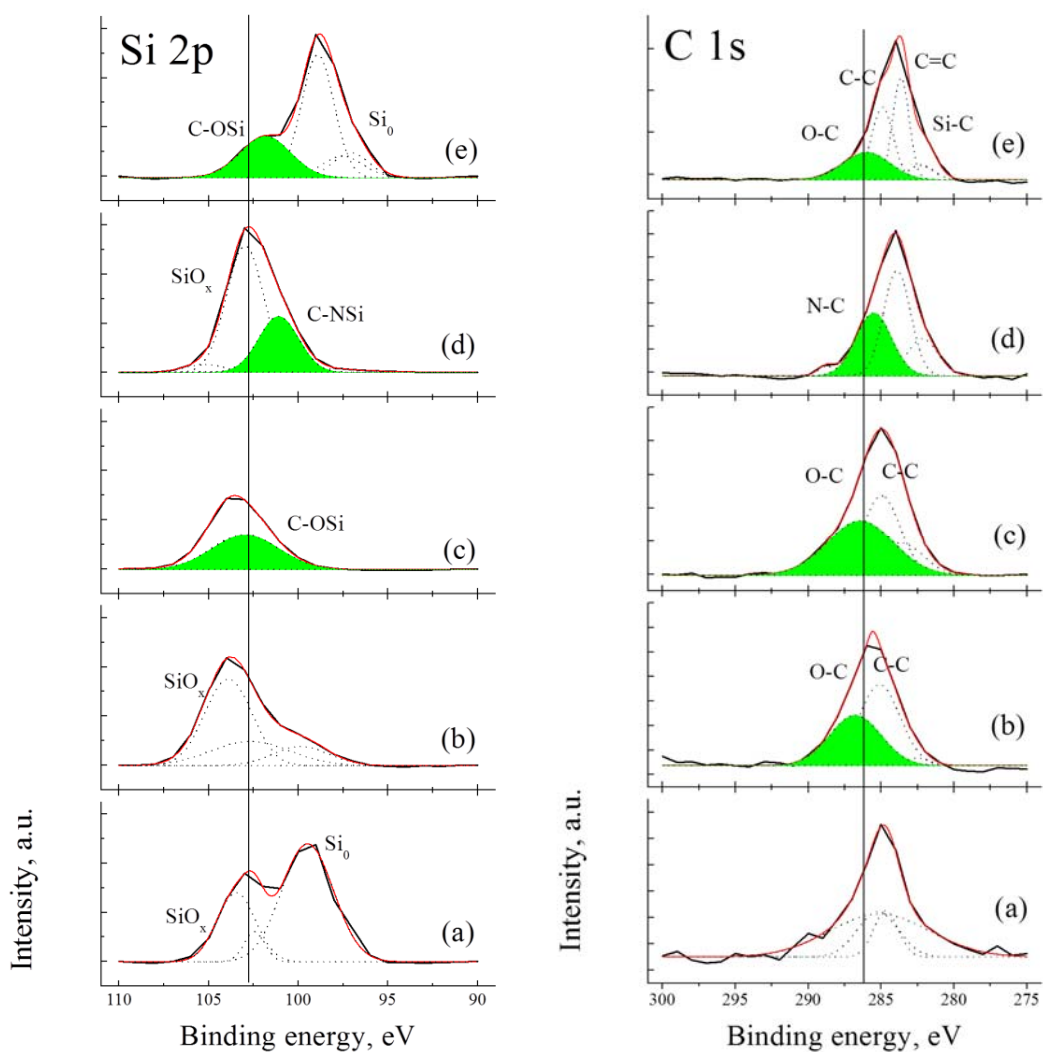 Si 2p
C-OSi
Si0
(e)
SiOx
C-NSi
(d)
C-OSi
(c)
SiOx
(b)
Si0
SiOx
(a)
110 105 100 95 90
Binding energy, eV
Intensity, a.u.
C 1s
C=C
C-C
Si-C
O-C
(e)
N-C
(d)
O-C
C-C
(c)
O-C
C-C
(b)
(a)
300 295 290 285 280 275
Binding energy, eV
Intensity, a.u.